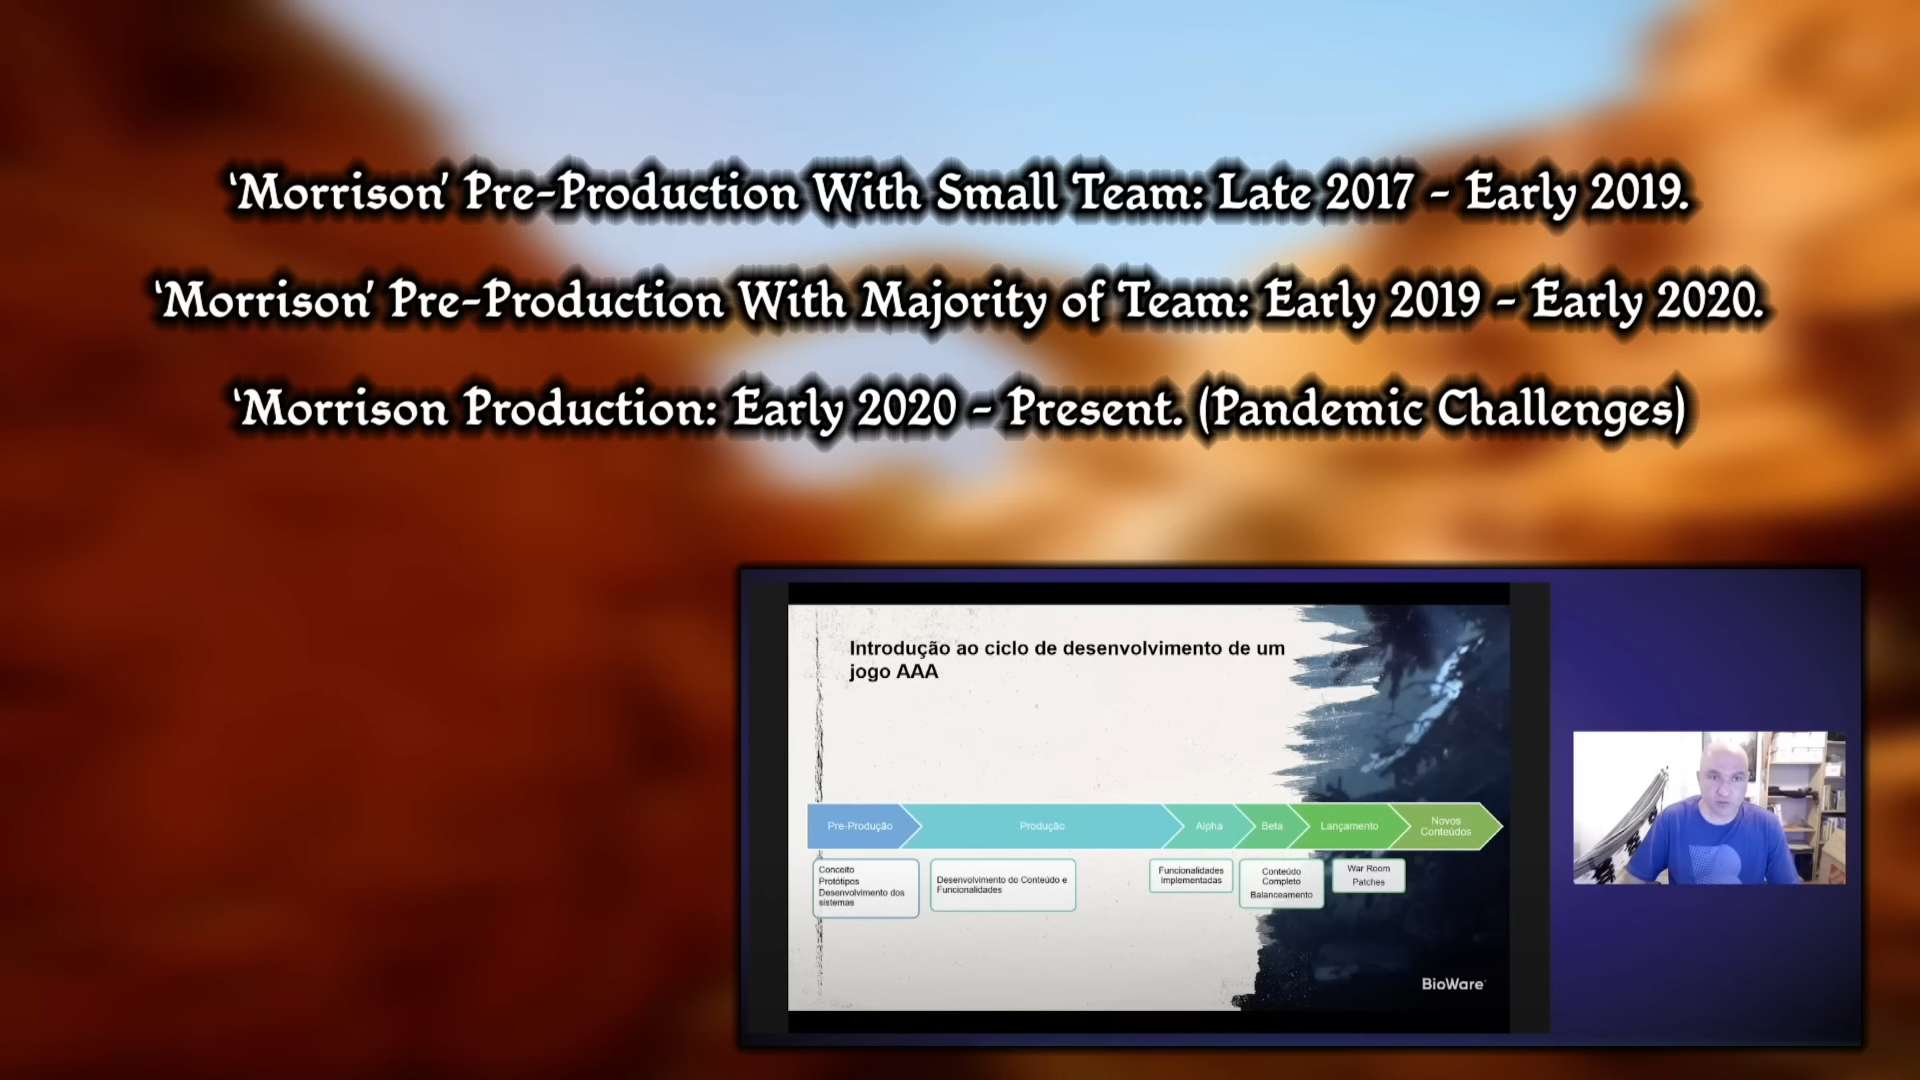 ‘Morrison’ Pre-Production With Small Team: Late 2017 - Early 2019.
‘Morrison’ Pre-Production With Majority of Team: Early 2019 - Early 2020.
‘Morrison Production: Early 2020 - Present. (Pandemic Challenges)
Introdução ao ciclo de desenvolvimento de um
jogo AAA
Pre-Produção
Produção
Alpha
Beta
Lançamento
Novos
Conteúdos
Conceito
Protótipos
Desenvolvimento dos
sistemas
Desenvolvimento do Conteúdo e
Funcionalidades
Funcionalidades
Implementadas
Conteúdo
Completo
Balanceamento
War Room
Patches
BioWare